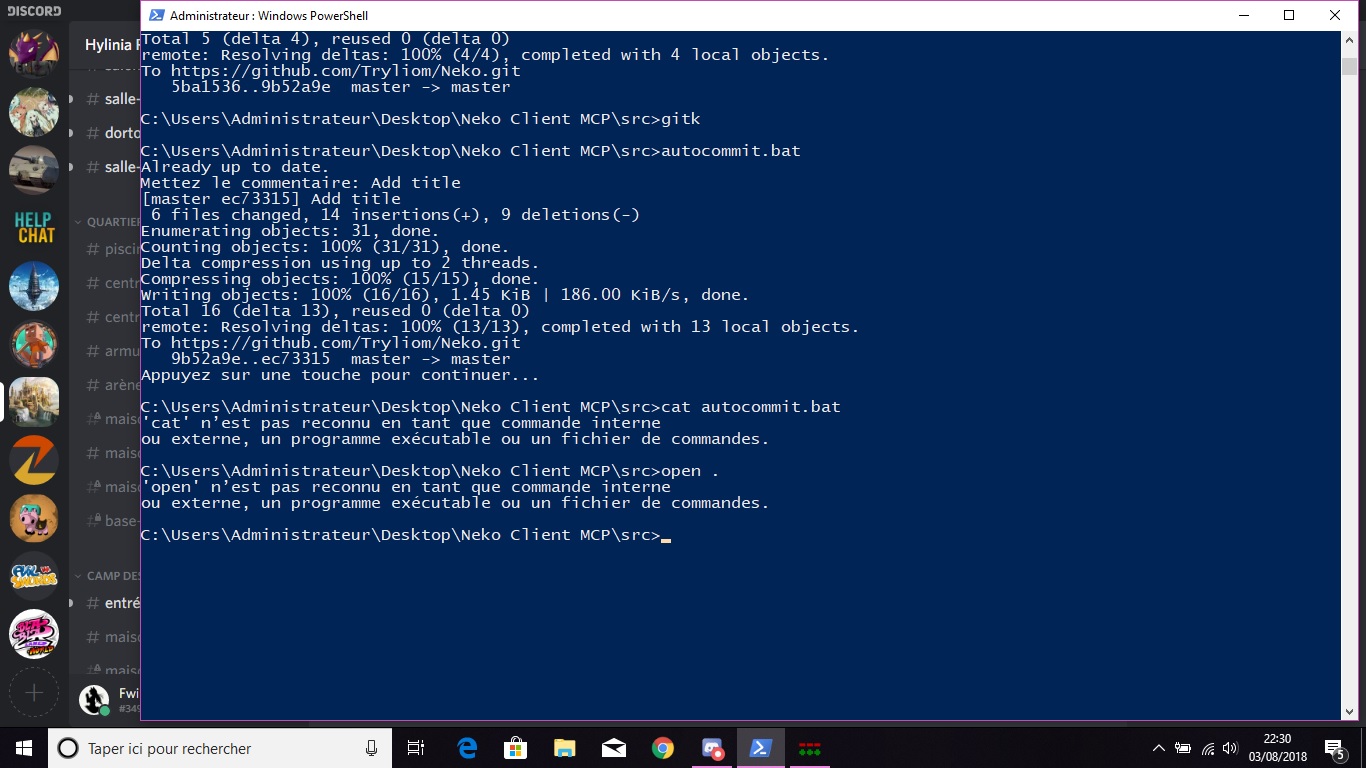 DISCORD
Hylinia
salle-
dorto
salle-
QUARTIER
piscin
centr
centr
armu
arène
maiso
maiso
maiso
base-
CAMP DES
entré
maiso
maiso
Fwi
HELP
CHAT
Administrateur : Windows PowerShell
Total 5 (delta 4), reused 0 (delta 0)
remote: Resolving deltas: 100% (4/4), completed with 4 local objects.
To https://github.com/Tryliom/Neko.git
5ba1536..9b52a9e master -> master
C:\Users\Administrateur\Desktop\Neko Client MCP\src>gitk
C:\Users\Administrateur\Desktop\Neko Client MCP\src>autocommit.bat
Already up to date.
Mettez le commentaire: Add title
[master ec73315] Add title
6 files changed, 14 insertions(+), 9 deletions(-)
Enumerating objects: 31, done.
Counting objects: 100% (31/31), done.
Delta compression using up to 2 threads.
Compressing objects: 100% (15/15), done.
Writing objects: 100% (16/16), 1.45 KiB | 186.00 KiB/s, done.
Total 16 (delta 13), reused 0 (delta 0)
remote: Resolving deltas: 100% (13/13), completed with 13 local objects.
To https://github.com/Tryliom/Neko.git
9b52a9e..ec73315 master -> master
Appuyez sur une touche pour continuer...
C:\Users\Administrateur\Desktop\Neko Client MCP\src>cat autocommit.bat
'cat' n’est pas reconnu en tant que commande interne
ou externe, un programme exécutable ou un fichier de commandes.
C:\Users\Administrateur\Desktop\Neko Client MCP\src>open .
'open' n’est pas reconnu en tant que commande interne
ou externe, un programme exécutable ou un fichier de commandes.
C:\Users\Administrateur\Desktop\Neko Client MCP\src>
Taper ici pour rechercher
22:30
03/08/2018
5